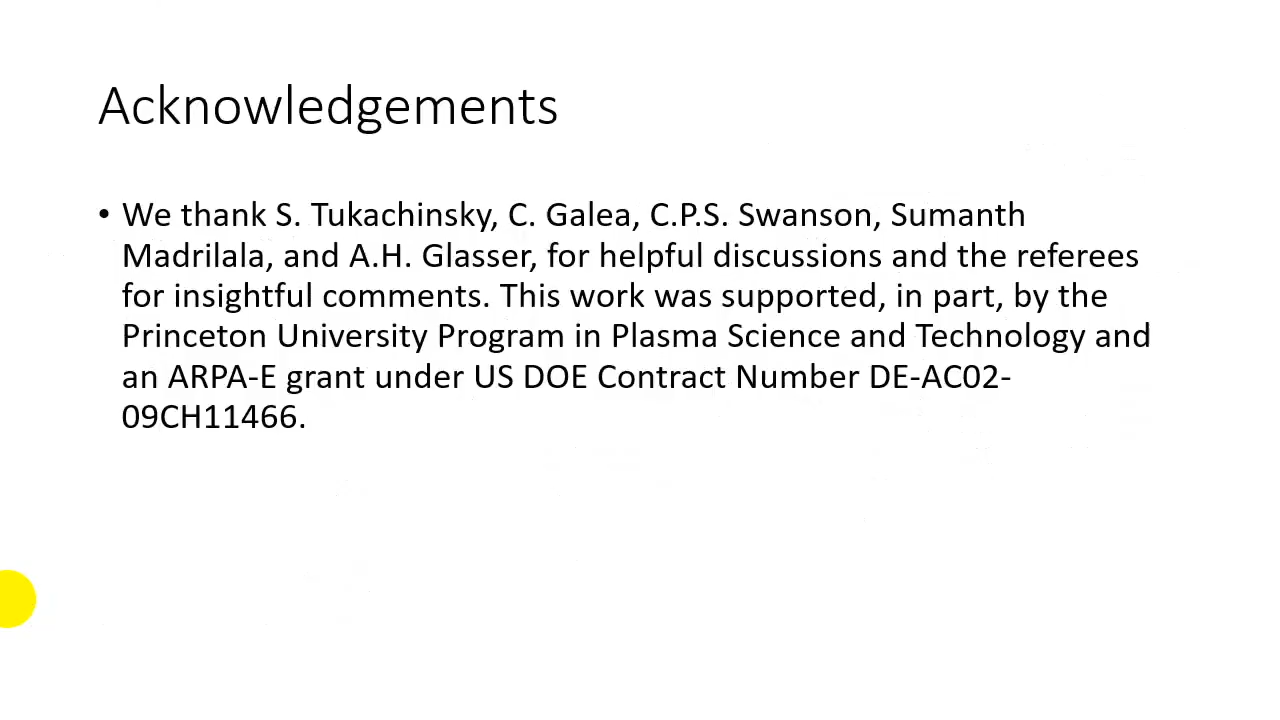 Acknowledgements
• We thank S. Tukachinsky, C. Galea, C.P.S. Swanson, Sumanth
Madrilala, and A.H. Glasser, for helpful discussions and the referees
for insightful comments. This work was supported, in part, by the
Princeton University Program in Plasma Science and Technology and
an ARPA-E grant under US DOE Contract Number DE-AC02-
09CH11466.